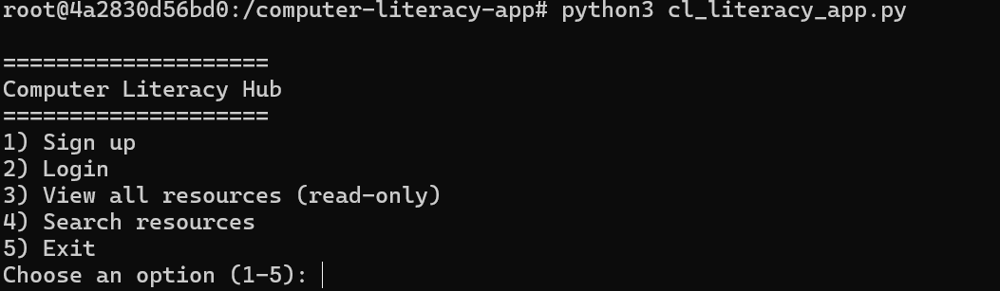 root@4a2830d56bd0:/computer-literacy-app# python3 cl_literacy_app.py
====================
Computer Literacy Hub
====================
1) Sign up
2) Login
3) View all resources (read-only)
4) Search resources
5) Exit
Choose an option (1-5):